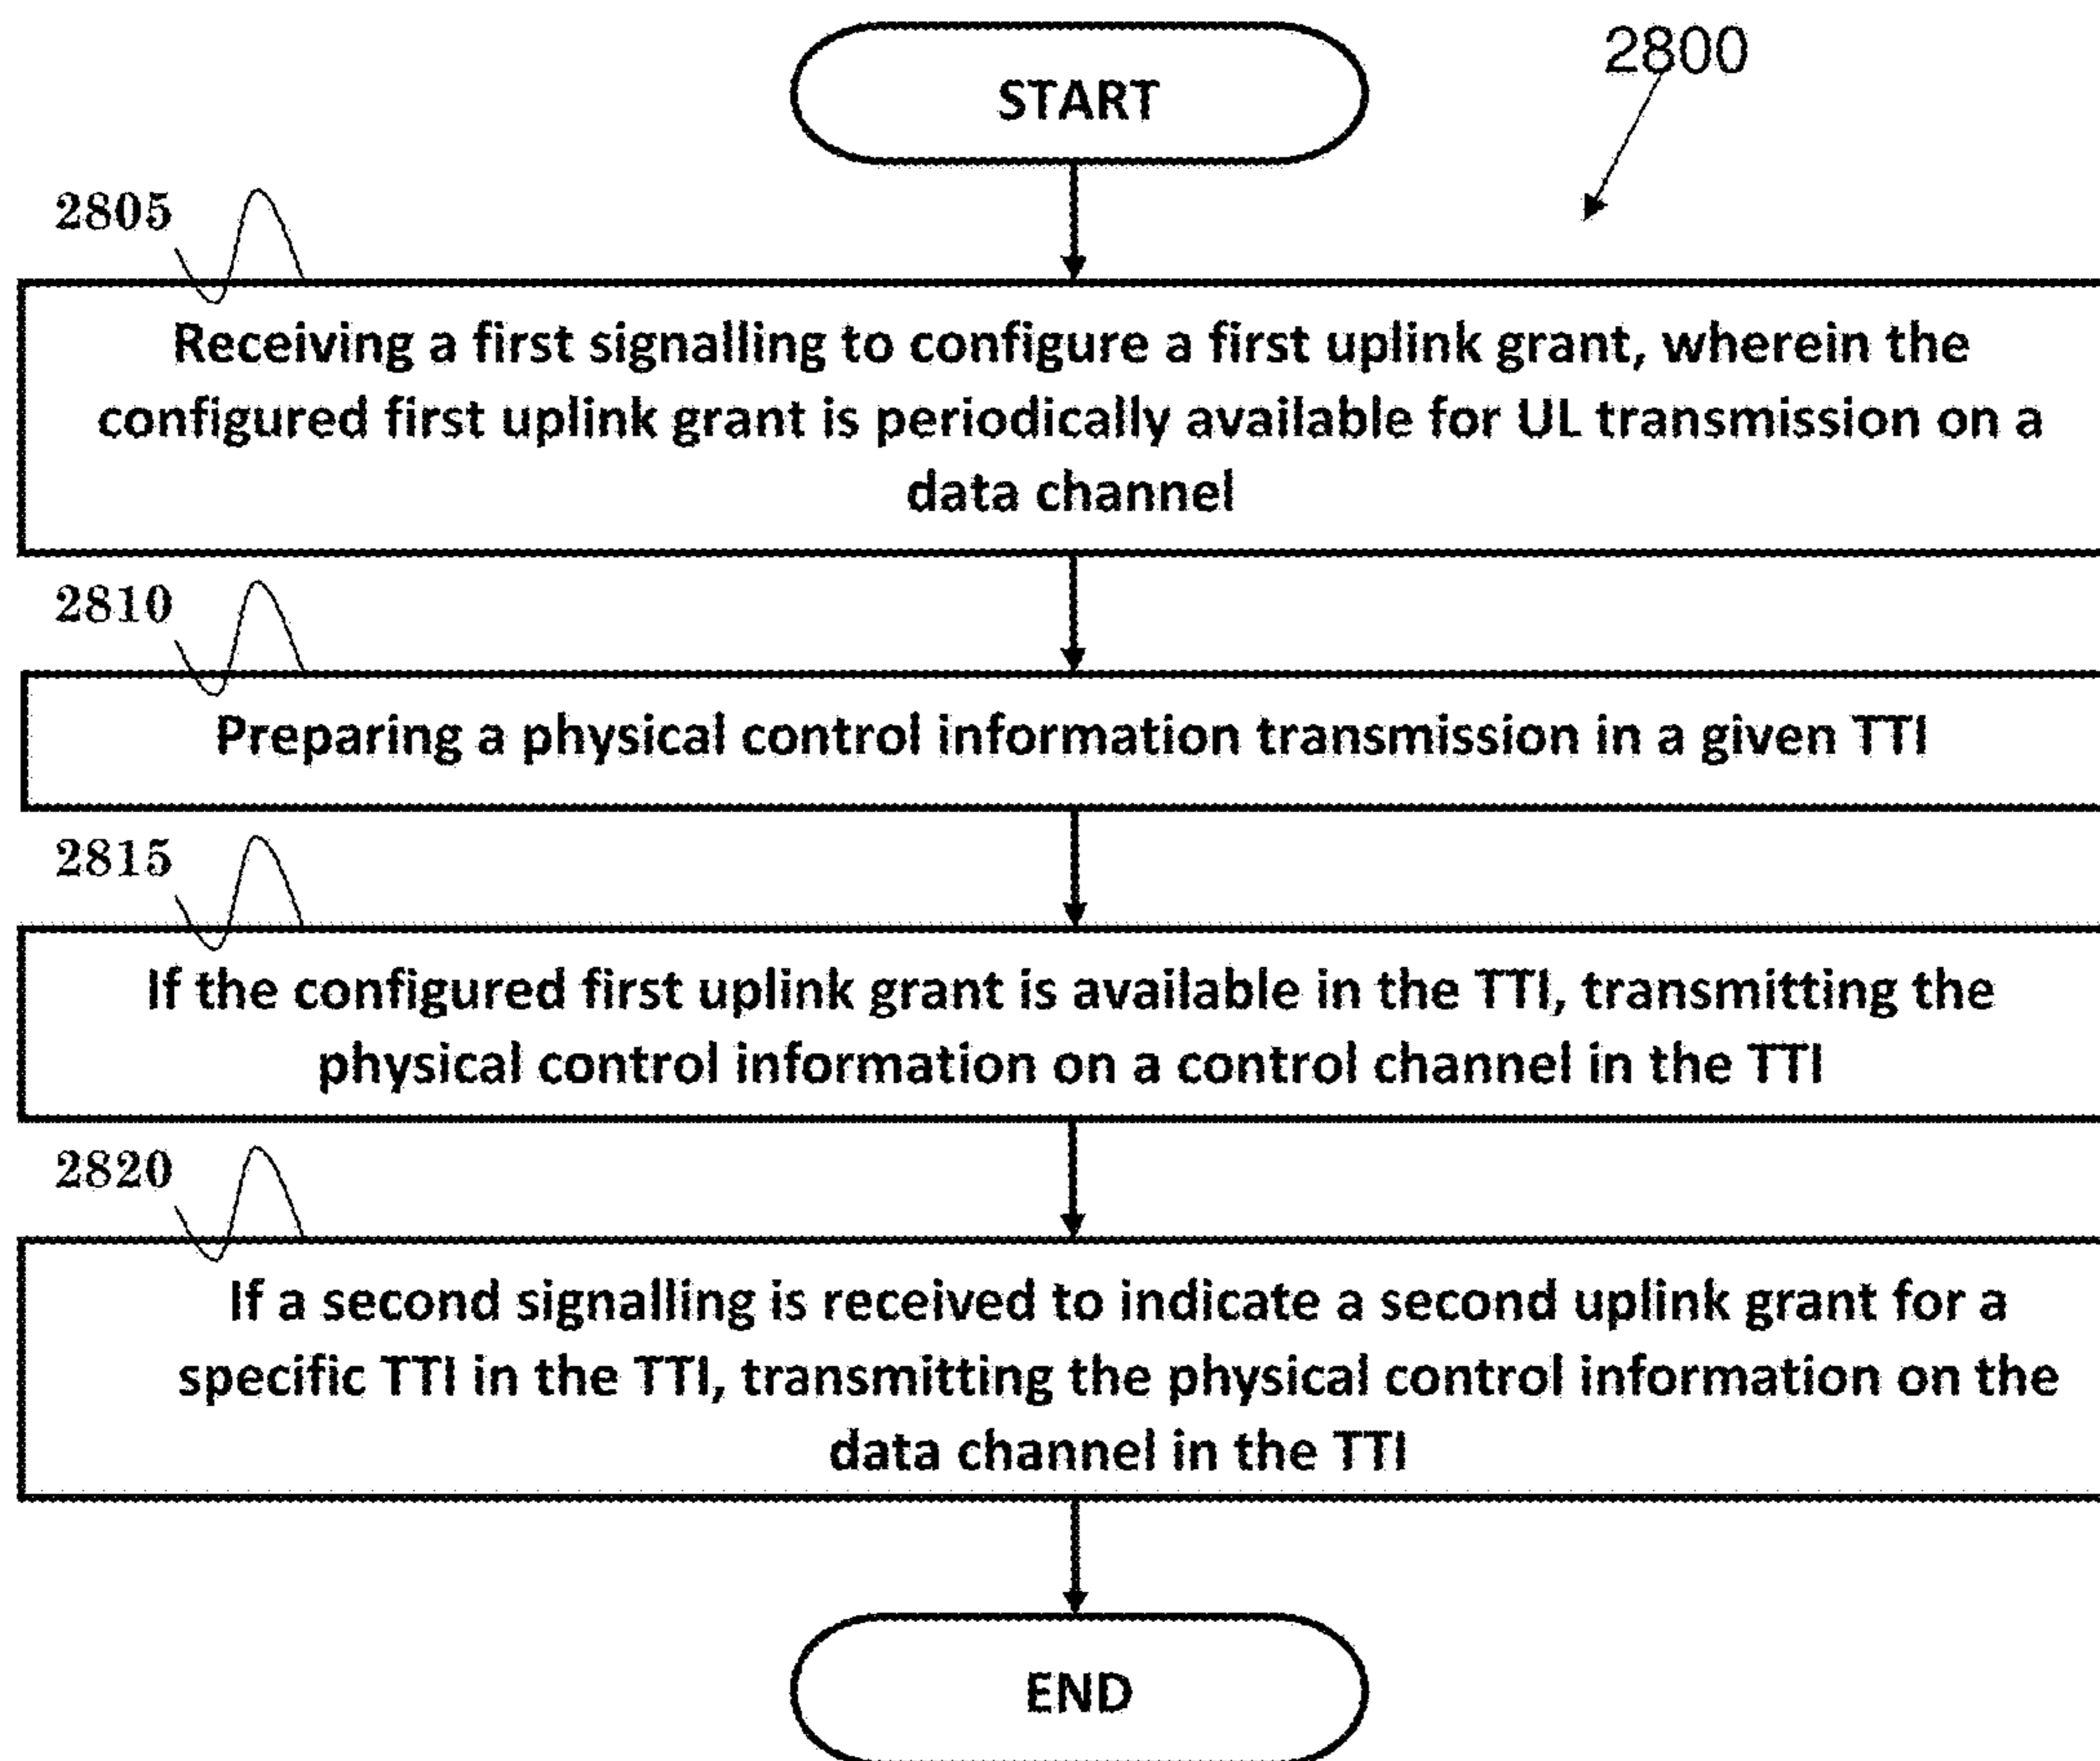 START
2800
2805
Receiving a first signalling to configure a first uplink grant, wherein the
configured first uplink grant is periodically available for UL transmission on a
data channel
2810
Preparing a physical control information transmission in a given TTI
2815
If the configured first uplink grant is available in the TTI, transmitting the
physical control information on a control channel in the TTI
2820
If a second signalling is received to indicate a second uplink grant for a
specific TTI in the TTI, transmitting the physical control information on the
data channel in the TTI
END